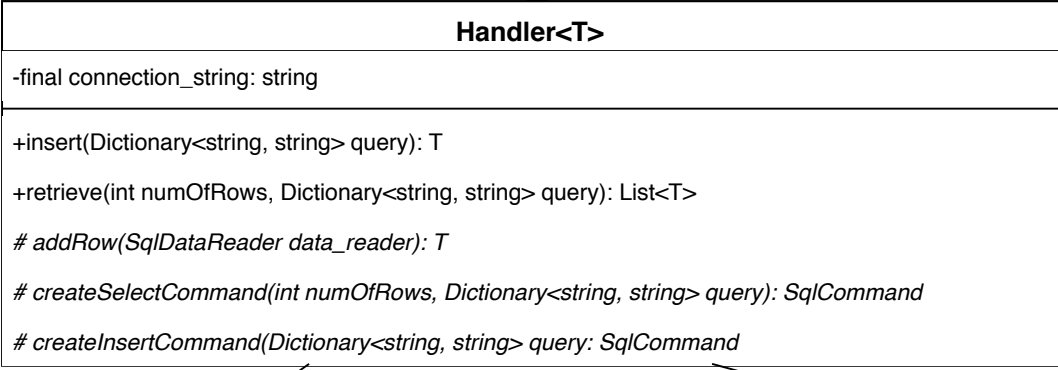 Handler<T>
-final connection_string: string
+insert(Dictionary<string, string> query): T
+retrieve(int numOfRows, Dictionary<string, string> query): List<T>
# addRow(SqlDataReader data_reader): T
# createSelectCommand(int numOfRows, Dictionary<string, string> query): SqlCommand
# createInsertCommand(Dictionary<string, string> query: SqlCommand